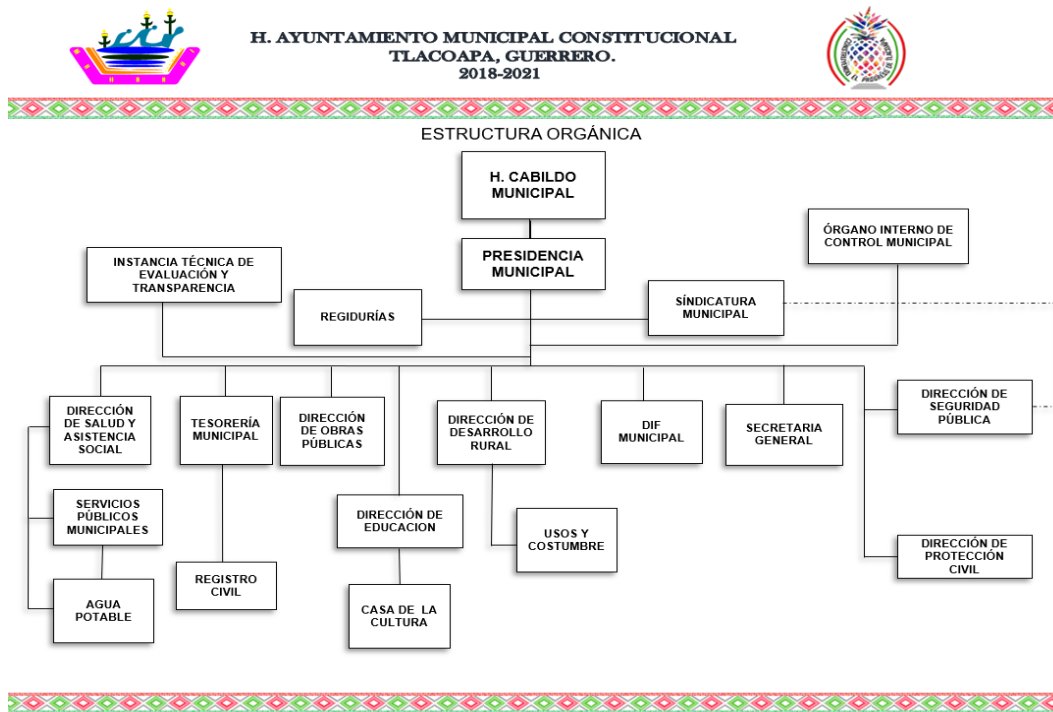 H. AYUNTAMIENTO MUNICIPAL CONSTITUCIONAL
TLACOAPA, GUERRERO.
2018-2021
ESTRUCTURA ORGÁNICA
H. CABILDO
MUNICIPAL
PRESIDENCIA
MUNICIPAL
ÓRGANO INTERNO DE
CONTROL MUNICIPAL
INSTANCIA TÉCNICA DE
EVALUACIÓN Y
TRANSPARENCIA
REGIDURÍAS
SÍNDICATURA
MUNICIPAL
DIRECCIÓN
DE SALUD Y
ASISTENCIA
SOCIAL
TESORERÍA
MUNICIPAL
DIRECCIÓN
DE OBRAS
PÚBLICAS
DIRECCIÓN DE
DESARROLLO
RURAL
DIF
MUNICIPAL
SECRETARIA
GENERAL
DIRECCIÓN DE
SEGURIDAD
PÚBLICA
SERVICIOS
PÚBLICOS
MUNICIPALES
DIRECCIÓN DE
EDUCACION
USOS Y
COSTUMBRE
DIRECCIÓN DE
PROTECCIÓN
CIVIL
AGUA
POTABLE
REGISTRO
CIVIL
CASA DE LA
CULTURA